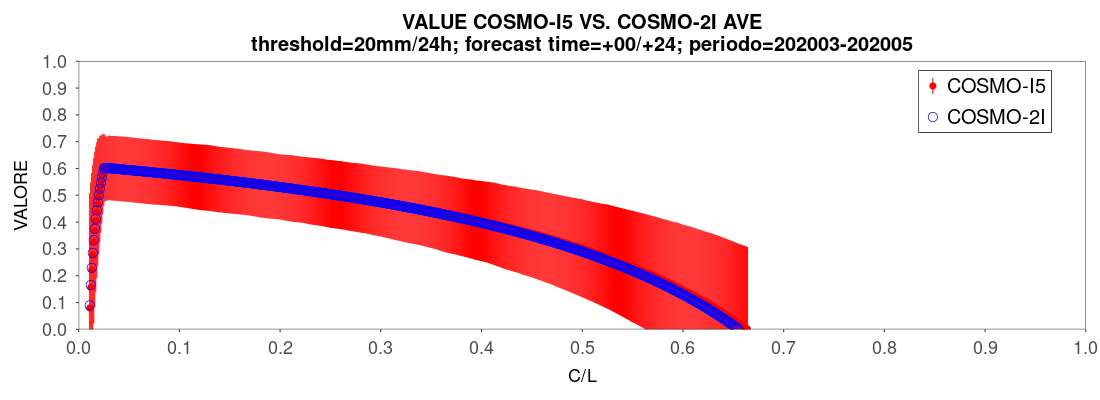 VALUE COSMO-I5 VS. COSMO-2I AVE
threshold=20mm/24h; forecast time=+00/+24; periodo=202003-202005
1.0
0.9
0.8
0.7
0.6
0.5
0.4
0.3
0.2
0.1
0.0
VALORE
COSMO-I5
COSMO-2I
0.0 0.1 0.2 0.3 0.4 0.5 0.6 0.7 0.8 0.9 1.0
C/L